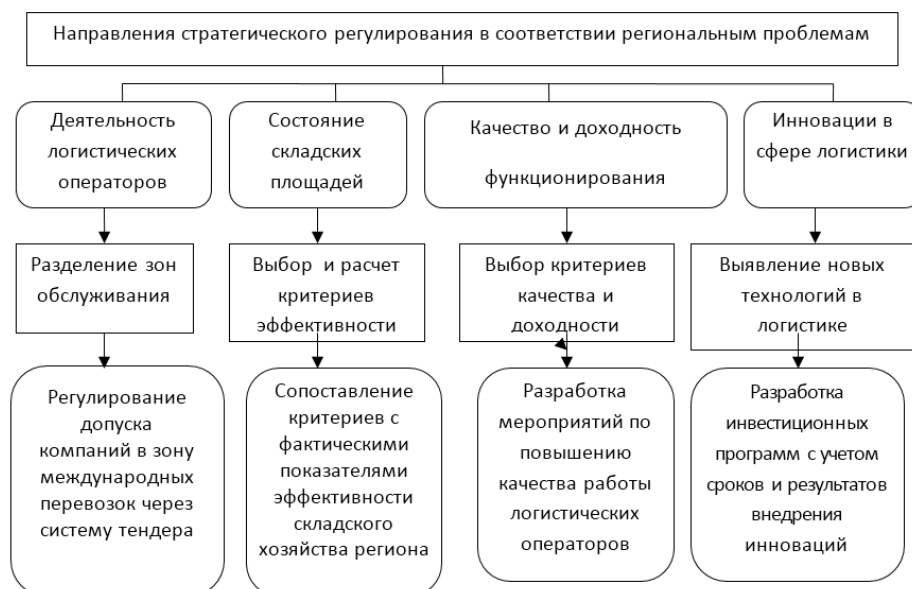 Направления стратегического регулирования в соответствии региональным проблемам
Деятельность
логистических
операторов
Состояние
складских
площадей
Качество и доходность
функционирования
Инновации в
сфере логистики
Разделение зон
обслуживания
Выбор и расчет
критериев
эффективности
Выбор критериев
качества и
доходности
Выявление новых
технологий в
логистике
Регулирование
допуска
компаний в зону
международных
перевозок через
систему тендера
Сопоставление
критериев с
фактическими
показателями
эффективности
складского
хозяйства региона
Разработка
мероприятий по
повышению
качества работы
логистических
операторов
Разработка
инвестиционных
программ с учетом
сроков и результатов
внедрения
инноваций